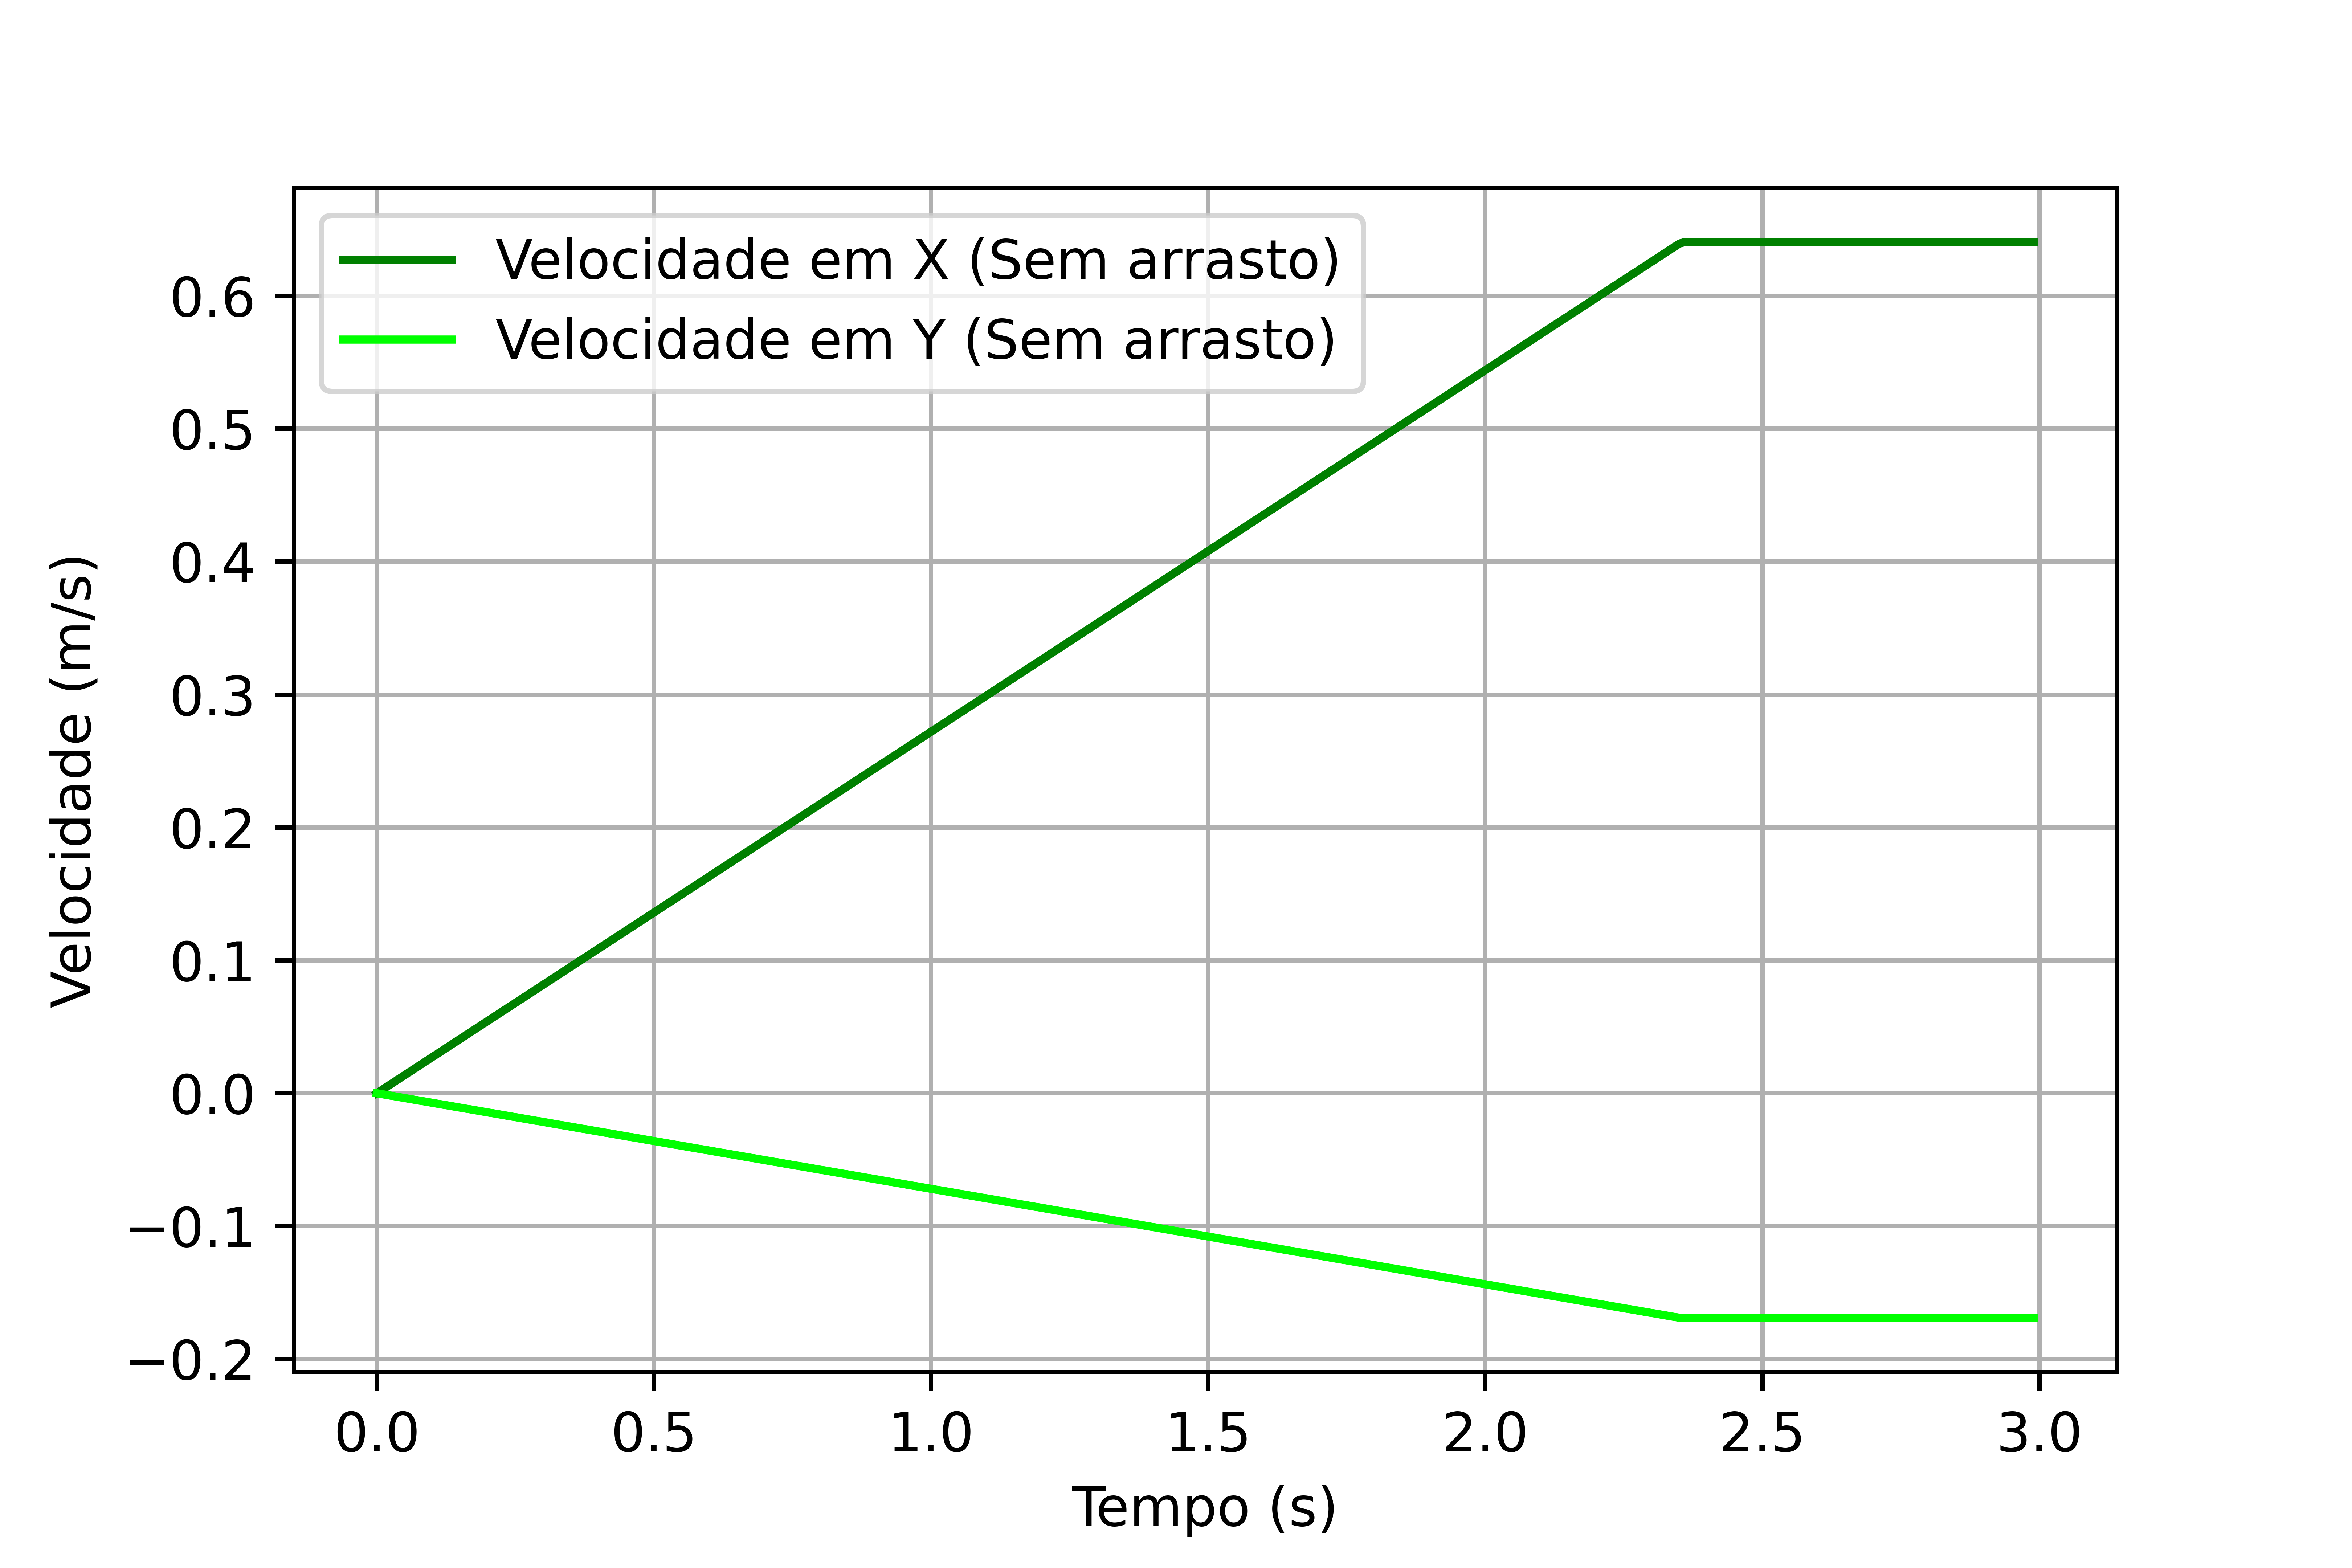 Velocidade em X (Sem arrasto)
Velocidade em Y (Sem arrasto)
0.6
0.5
0.4
0.3
0.2
0.1
0.0
−0.1
−0.2
Velocidade (m/s)
0.0 0.5 1.0 1.5 2.0 2.5 3.0
Tempo (s)